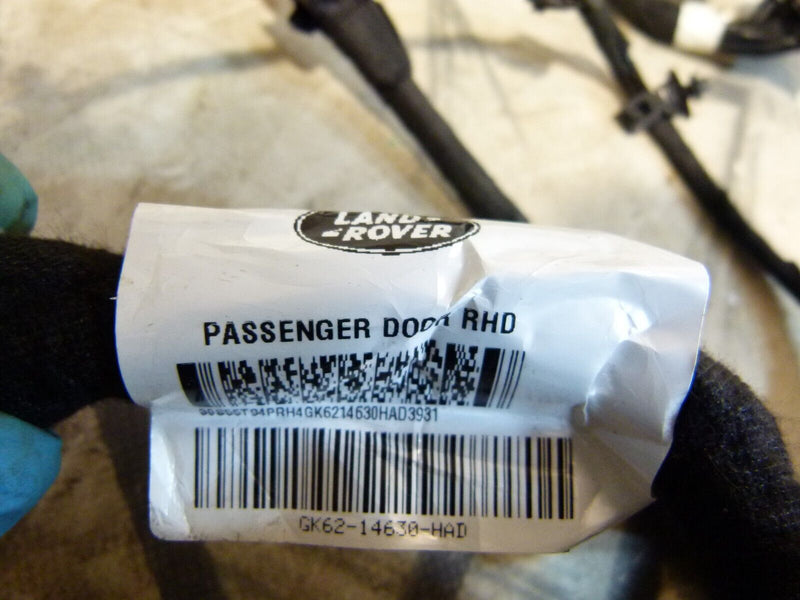 LAND-
-ROVER
PASSENGER DOOR RHD
GK62-14630-HAD